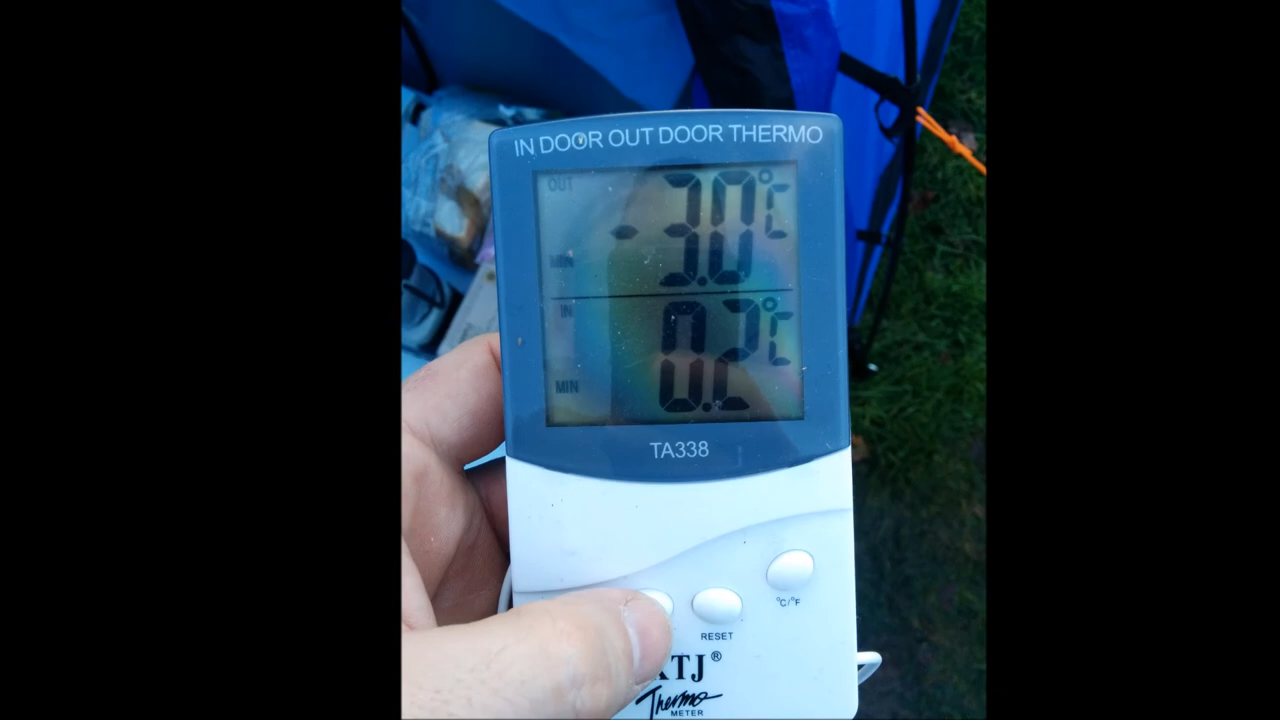 IN DOOR OUT DOOR THERMO
OUT
-3.0°C
MIN
IN
0.2°C
MIN
TA338
°C/°F
RESET
TJ®
Thermo
METER